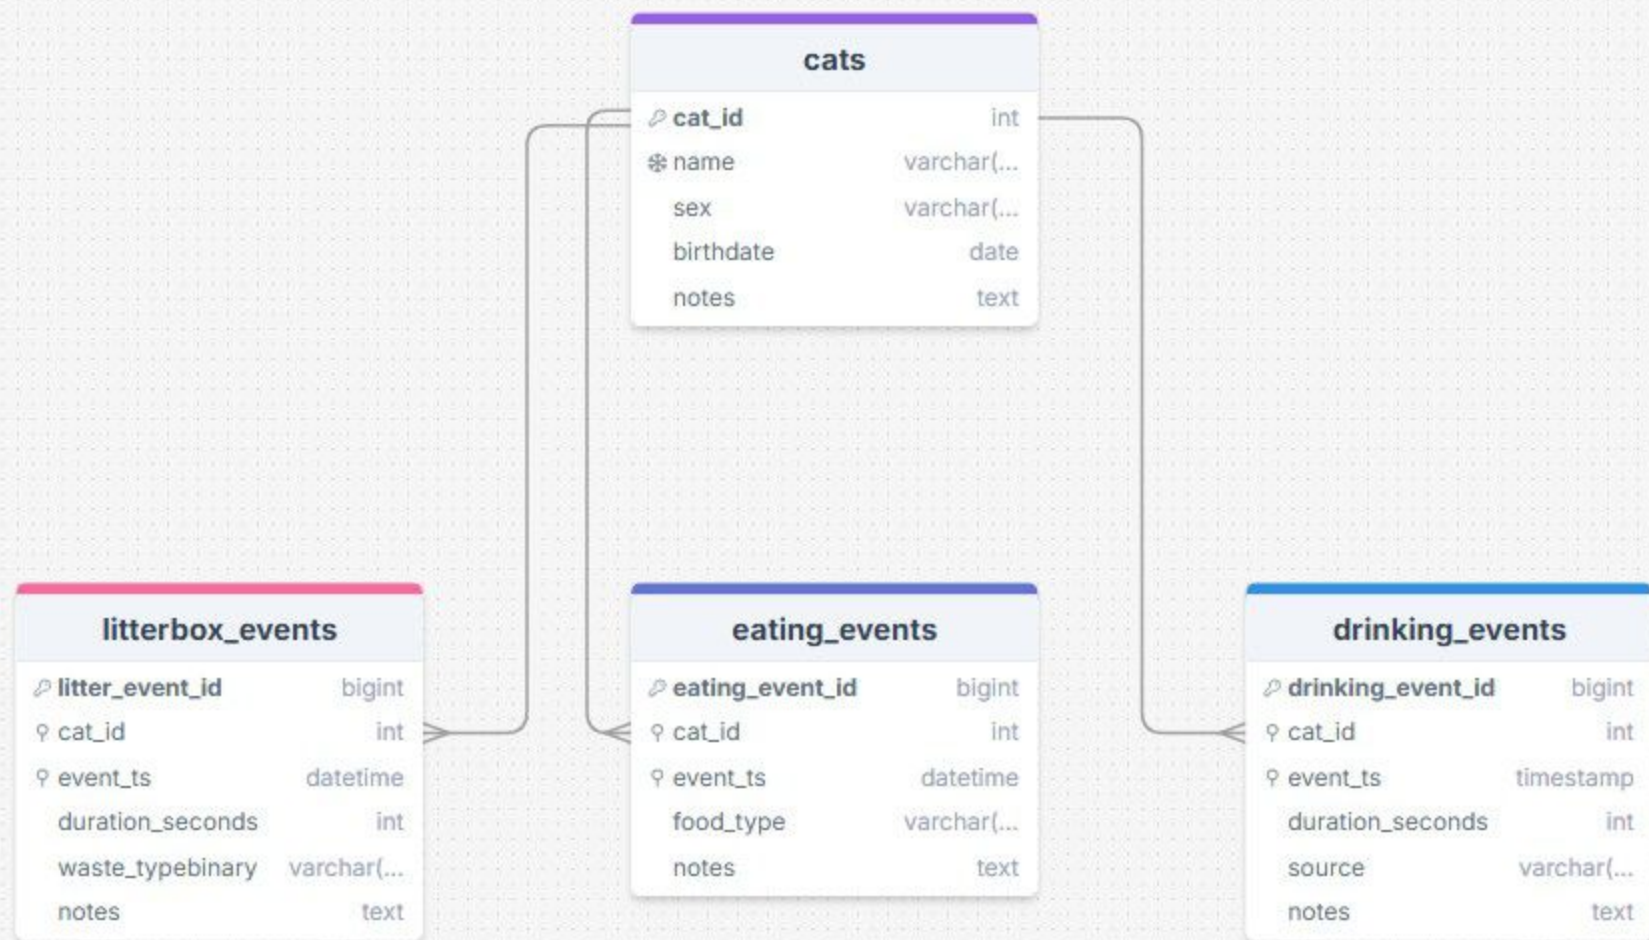 cats
cat_id int
name varchar(...
sex varchar(...
birthdate date
notes text
litterbox_events
litter_event_id bigint
cat_id int
event_ts datetime
duration_seconds int
waste_typebinary varchar(...
notes text
eating_events
eating_event_id bigint
cat_id int
event_ts datetime
food_type varchar(...
notes text
drinking_events
drinking_event_id bigint
cat_id int
event_ts timestamp
duration_seconds int
source varchar(...
notes text